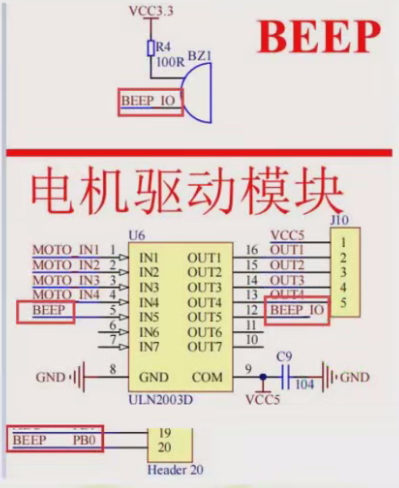 VCC3.3
BEEP
R4
100R
BZ1
BEEP_IO
电机驱动模块
J10
U6
VCC5
MOTO_IN1 1 IN1 OUT1 16 OUT1 1
MOTO_IN2 2 IN2 OUT2 15 OUT2 2
MOTO_IN3 3 IN3 OUT3 14 OUT3 3
MOTO_IN4 4 IN4 OUT4 13 OUT4 4
BEEP 5 IN5 OUT5 12 BEEP_IO 5
6 IN6 OUT6 11
7 IN7 OUT7 10
C9
GND 8 GND COM 9 104 GND
ULN2003D
VCC5
19
BEEP PB0 20
Header 20